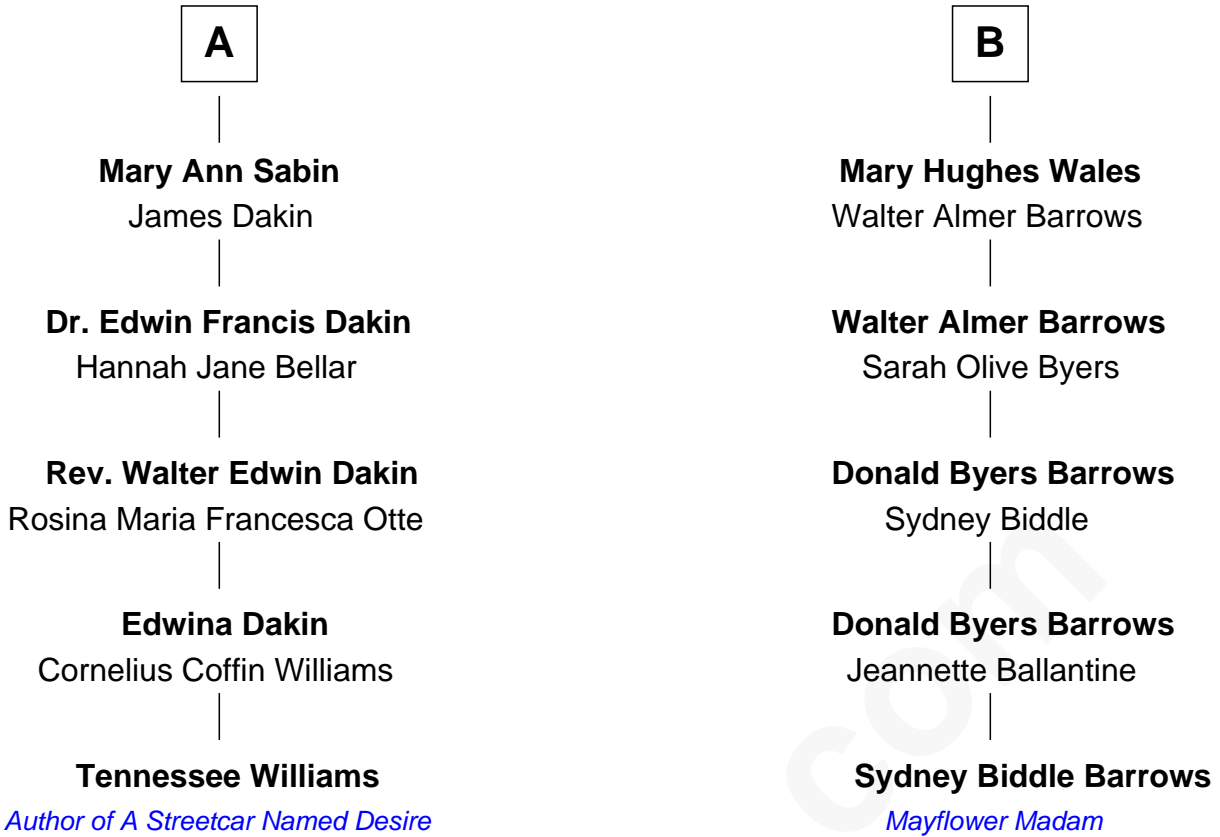 A
Mary Ann Sabin
James Dakin
Dr. Edwin Francis Dakin
Hannah Jane Bellar
Rev. Walter Edwin Dakin
Rosina Maria Francesca Otte
Edwina Dakin
Cornelius Coffin Williams
Tennessee Williams
Author of A Streetcar Named Desire
B
Mary Hughes Wales
Walter Almer Barrows
Walter Almer Barrows
Sarah Olive Byers
Donald Byers Barrows
Sydney Biddle
Donald Byers Barrows
Jeannette Ballantine
Sydney Biddle Barrows
Mayflower Madam
com